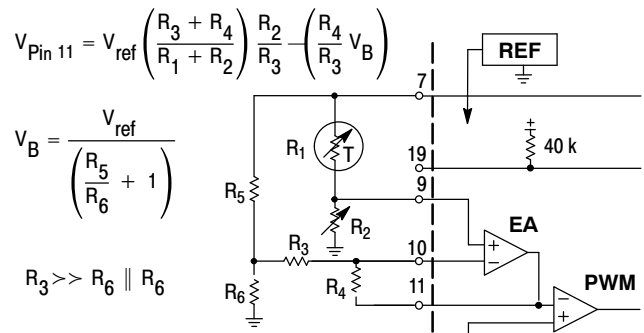 V_Pin 11 = V_ref ( (R_3 + R_4) / (R_1 + R_2) ) R_2 / R_3 − ( R_4 / R_3 V_B )
V_B = V_ref / ( R_5 / R_6 + 1 )
R_3 >> R_6 ∥ R_6
REF
7
R_1
T
19
+
40 k
9
R_5
R_2
EA
+
−
R_3
10
R_6
R_4
11
PWM
−
+